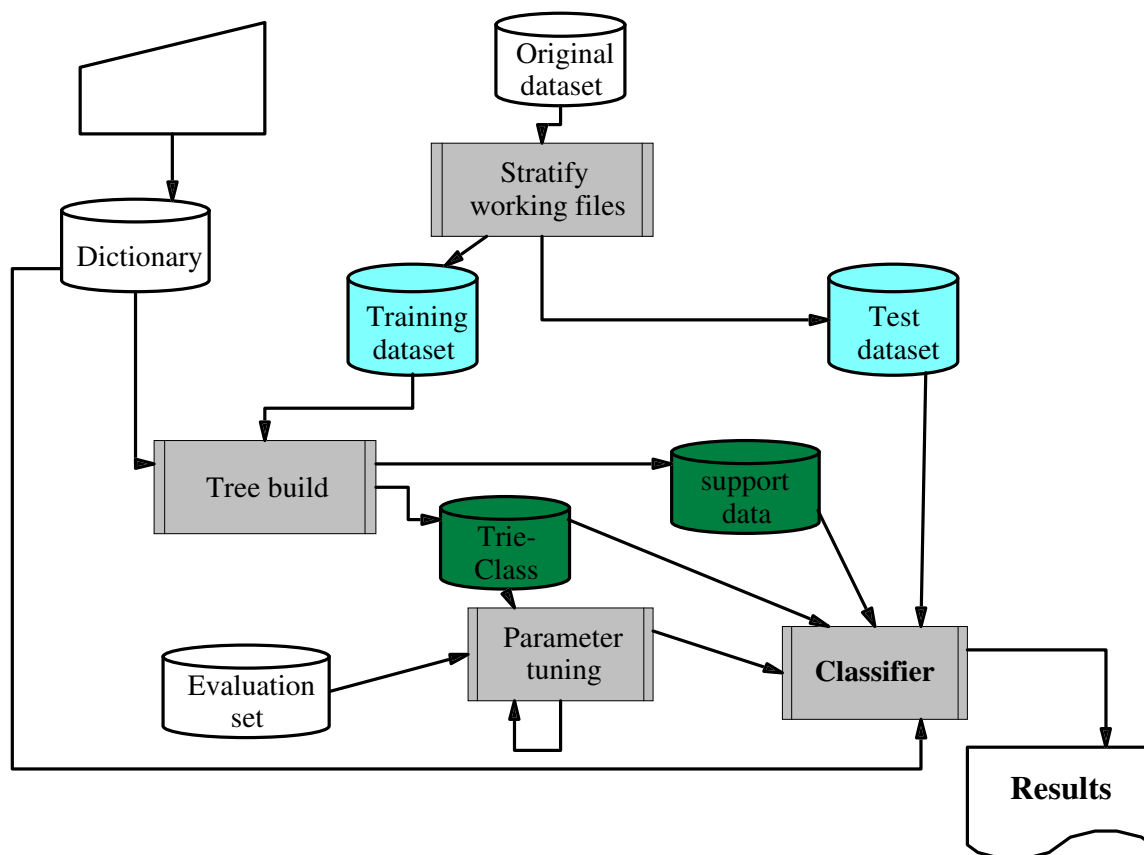 Original
dataset
Stratify
working files
Dictionary
Training
dataset
Test
dataset
Tree build
support
data
Trie-
Class
Parameter
tuning
Evaluation
set
Classifier
Results